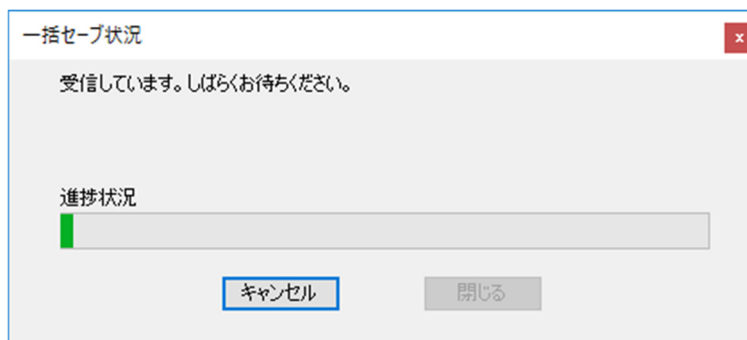 一括セーブ状況
x
受信しています。しばらくお待ちください。
進捗状況
キャンセル 閉じる